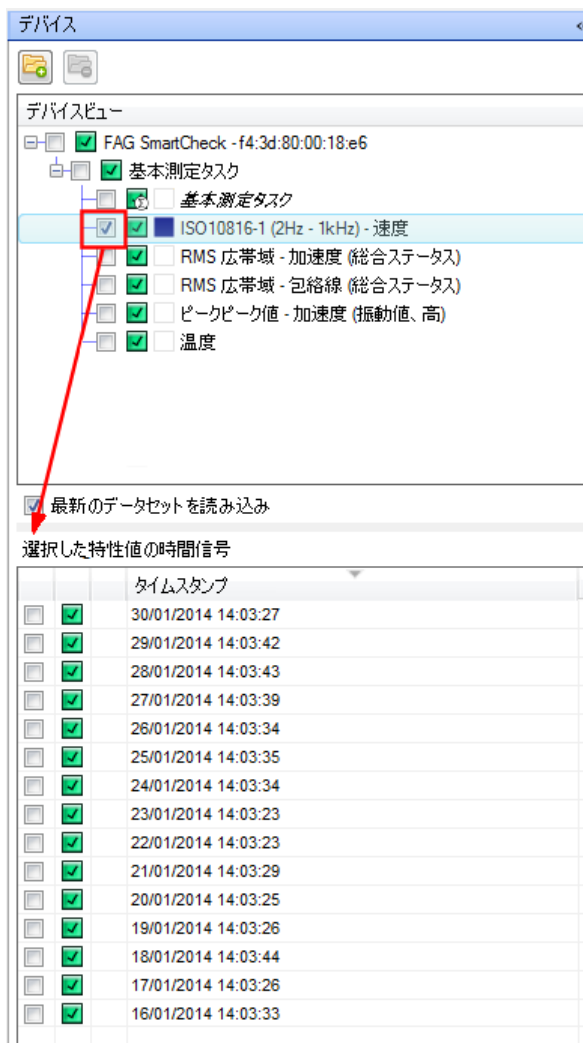 デバイス
デバイスビュー
FAG SmartCheck - f4:3d:80:00:18:e6
基本測定タスク
基本測定タスク
ISO10816-1 (2Hz - 1kHz) - 速度
RMS 広帯域 - 加速度 (総合ステータス)
RMS 広帯域 - 包絡線 (総合ステータス)
ピークピーク値 - 加速度 (振動値、高)
温度
最新のデータセットを読み込み
選択した特性値の時間信号
タイムスタンプ
30/01/2014 14:03:27
29/01/2014 14:03:42
28/01/2014 14:03:43
27/01/2014 14:03:39
26/01/2014 14:03:34
25/01/2014 14:03:35
24/01/2014 14:03:34
23/01/2014 14:03:23
22/01/2014 14:03:23
21/01/2014 14:03:29
20/01/2014 14:03:25
19/01/2014 14:03:26
18/01/2014 14:03:44
17/01/2014 14:03:26
16/01/2014 14:03:33